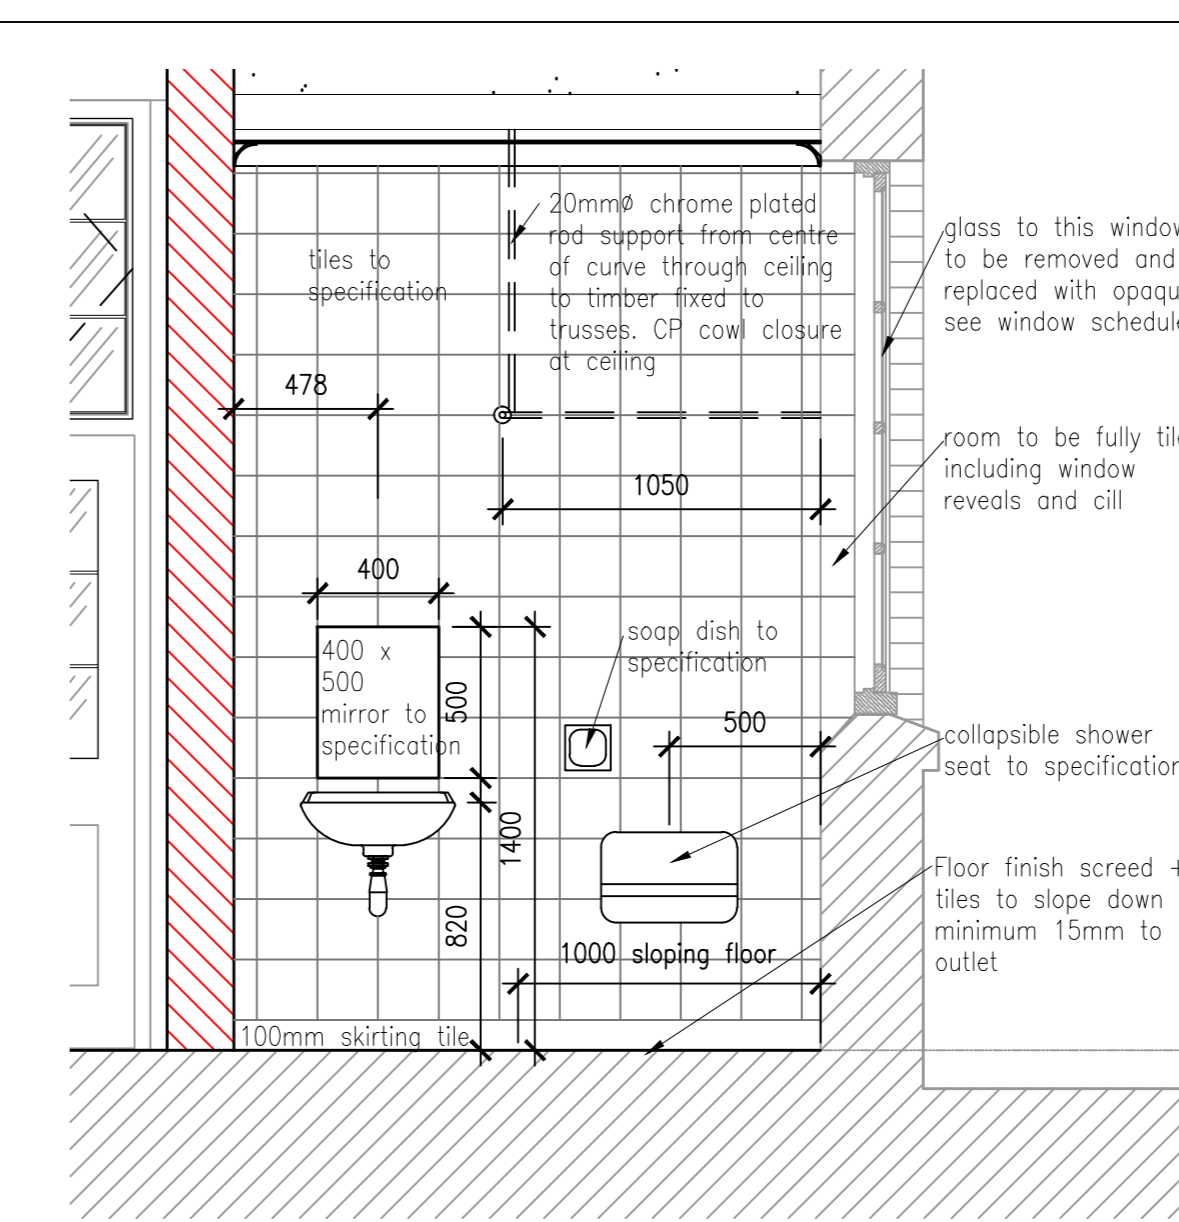 20mmø chrome plated
rod support from centre
of curve through ceiling
to timber fixed to
trusses. CP cowl closure
at ceiling
tiles to
specification
glass to this window
to be removed and
replaced with opaqu
see window schedule
478
1050
room to be fully tile
including window
reveals and cill
400
400 x
500
mirror to
specification
500
soap dish to
specification
500
collapsible shower
seat to specification
1400
820
Floor finish screed +
tiles to slope down
minimum 15mm to
outlet
1000 sloping floor
100mm skirting tile